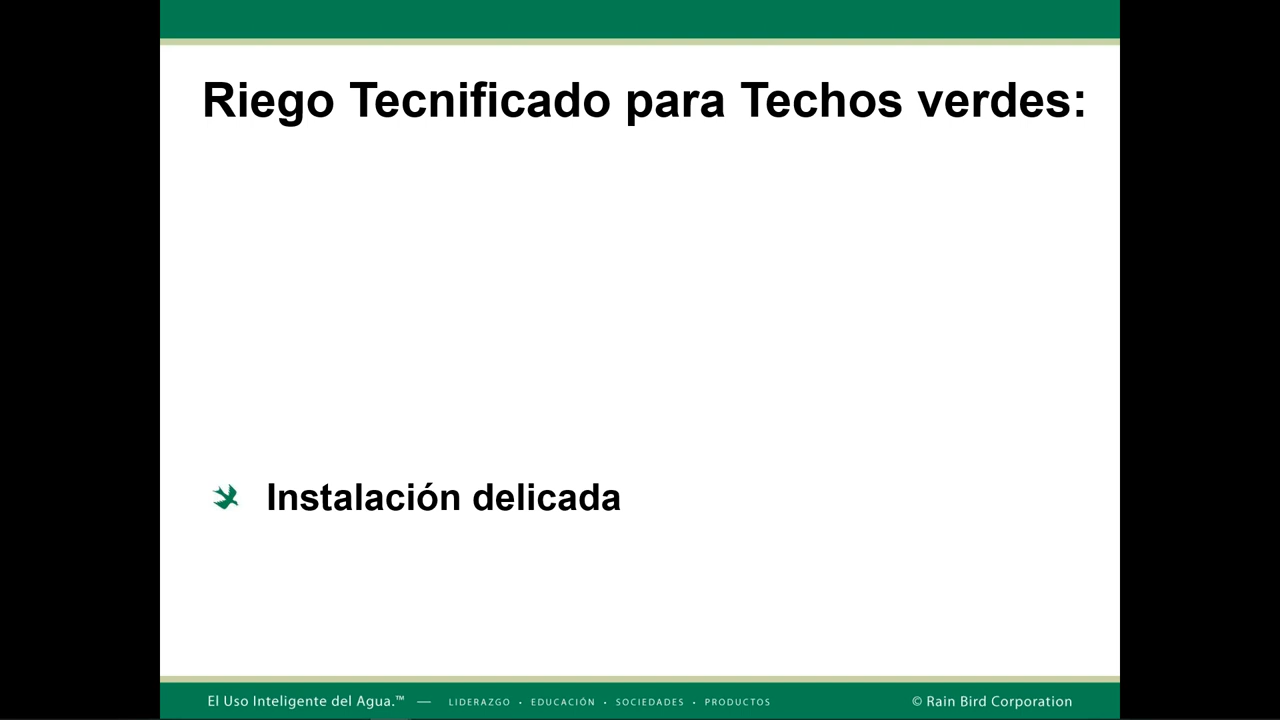 Riego Tecnificado para Techos verdes:
Instalación delicada
El Uso Inteligente del Agua.™ — LIDERAZGO • EDUCACIÓN • SOCIEDADES • PRODUCTOS © Rain Bird Corporation